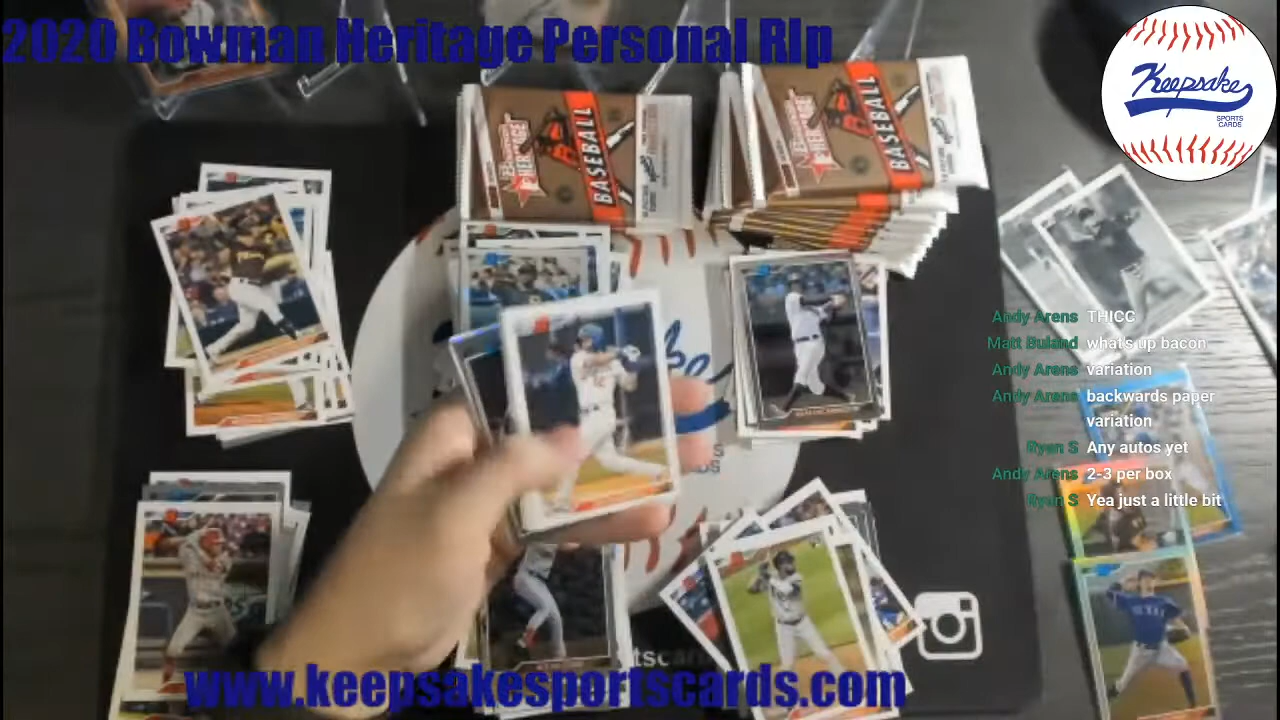 2020 Bowman Heritage Personal Rip
Keepsake
SPORTS
CARDS
HERITAGE
BASEBALL
HERITAGE
BASEBALL
Andy Arens THICC
Matt Buland what's up bacon
Andy Arens variation
Andy Arens backwards paper
variation
Ryan S Any autos yet
Andy Arens 2-3 per box
Ryan S Yea just a little bit
www.keepsakesportscards.com